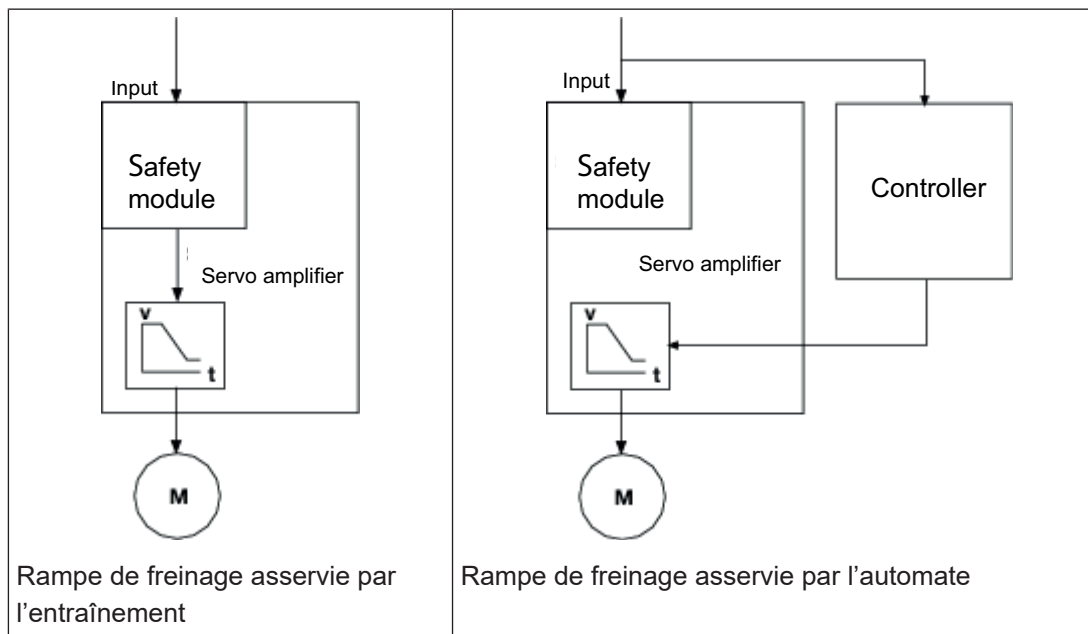 Input
Safety
module
Servo amplifier
v
t
M
Rampe de freinage asservie par
l'entraînement
Input
Safety
module
Controller
Servo amplifier
v
t
M
Rampe de freinage asservie par l'automate